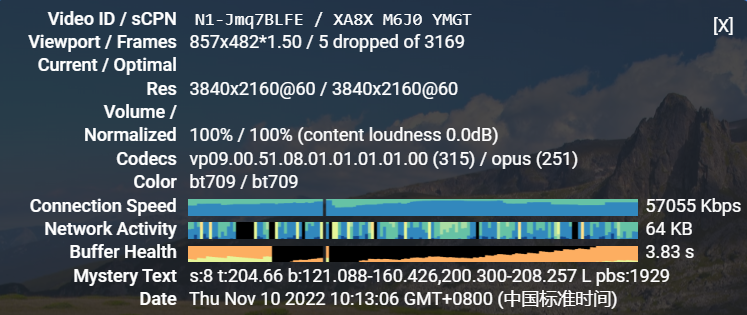 Video ID / sCPN N1-Jmq7BLFE / XA8X M6J0 YMGT
[X]
Viewport / Frames 857x482*1.50 / 5 dropped of 3169
Current / Optimal
Res 3840x2160@60 / 3840x2160@60
Volume /
Normalized 100% / 100% (content loudness 0.0dB)
Codecs vp09.00.51.08.01.01.01.01.00 (315) / opus (251)
Color bt709 / bt709
Connection Speed 57055 Kbps
Network Activity 64 KB
Buffer Health 3.83 s
Mystery Text s:8 t:204.66 b:121.088-160.426,200.300-208.257 L pbs:1929
Date Thu Nov 10 2022 10:13:06 GMT+0800 (中国标准时间)